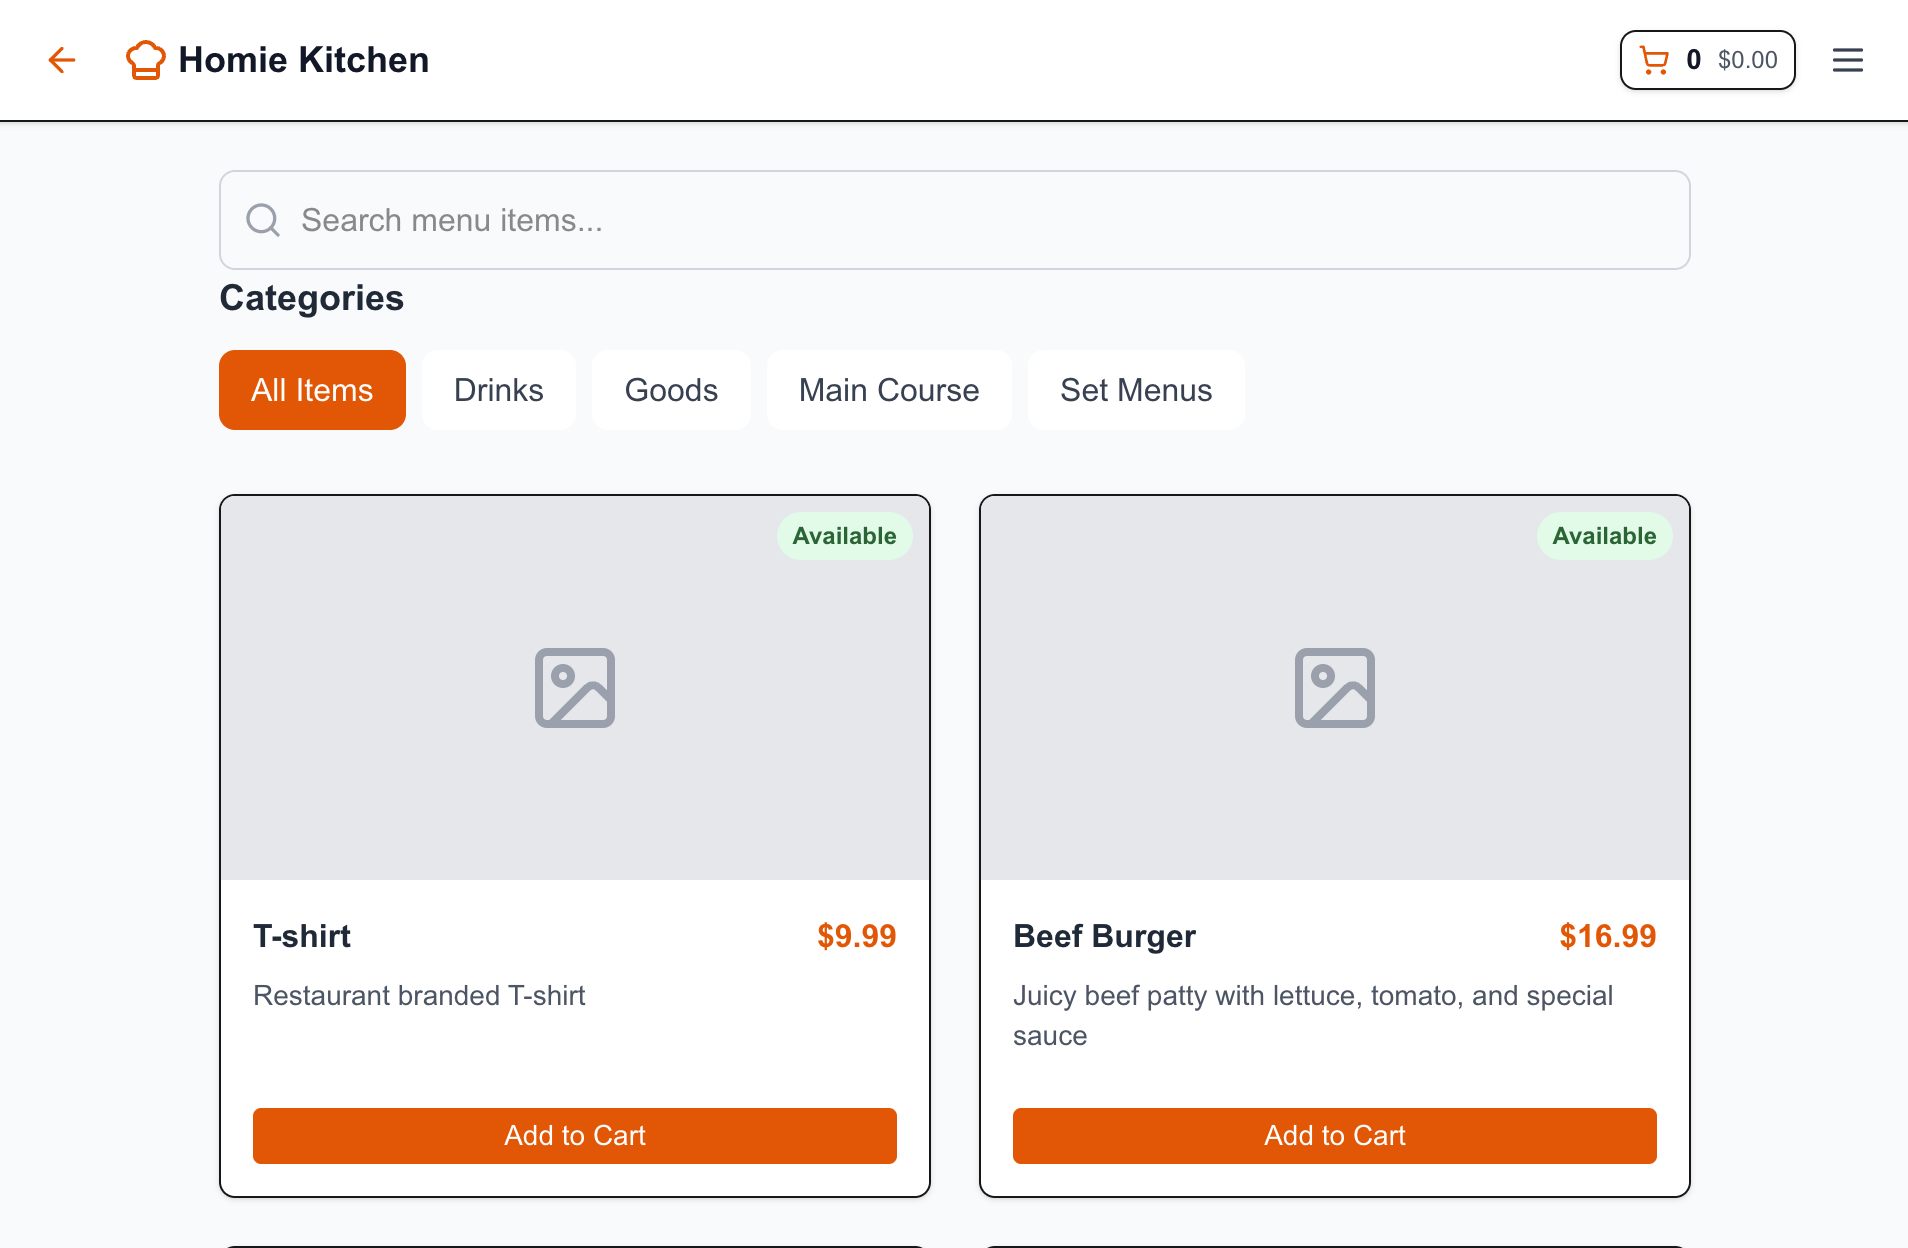 Homie Kitchen
0 $0.00
Search menu items...
Categories
All Items
Drinks
Goods
Main Course
Set Menus
Available
Available
T-shirt
$9.99
Restaurant branded T-shirt
Add to Cart
Beef Burger
$16.99
Juicy beef patty with lettuce, tomato, and special
sauce
Add to Cart